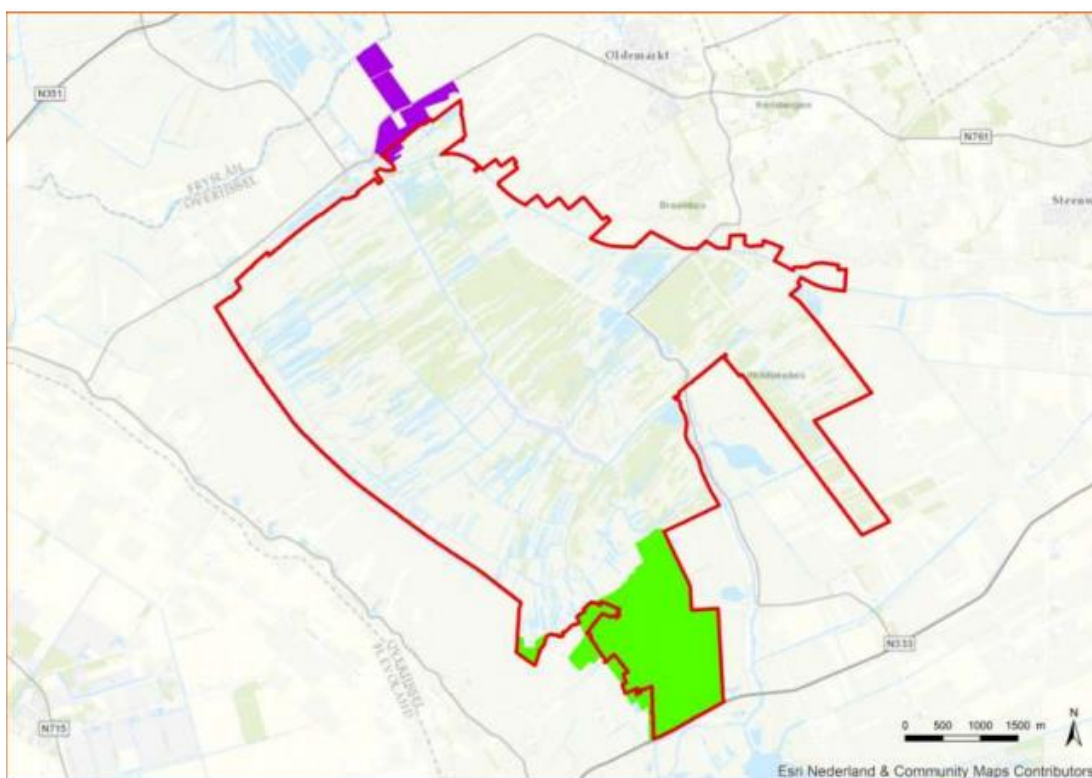 Oldemarkt
N351
N761
FRYSLÂN
OVERIJSSEL
Steenw
N333
OVERIJSSEL
FLEVOLAND
N715
N
0 500 1000 1500 m
Esri Nederland & Community Maps Contributors